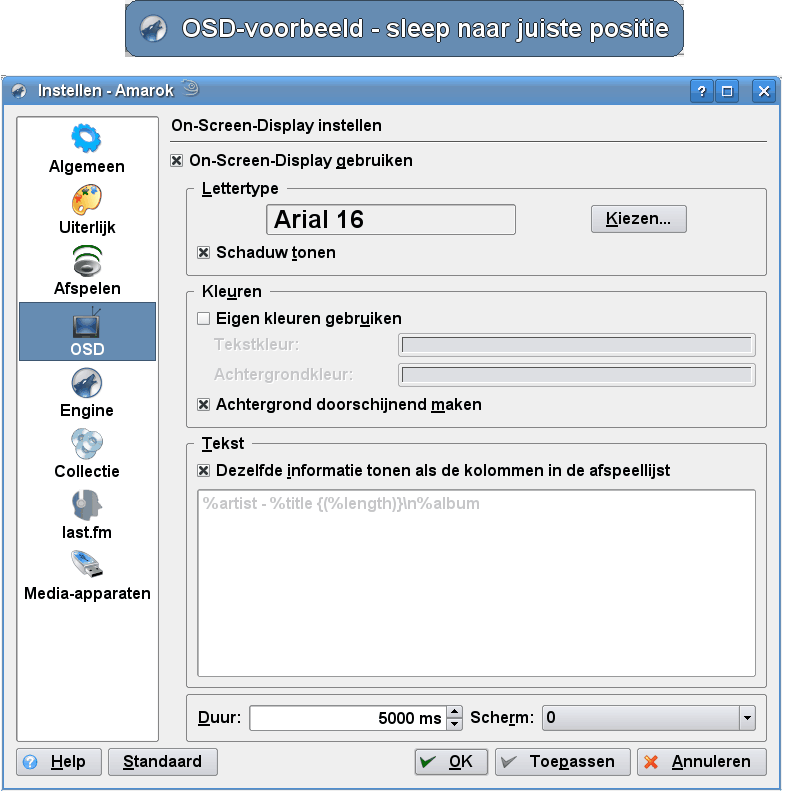 OSD-voorbeeld - sleep naar juiste positie
Instellen - Amarok
Algemeen
Uiterlijk
Afspelen
OSD
Engine
Collectie
last.fm
Media-apparaten
On-Screen-Display instellen
On-Screen-Display gebruiken
Lettertype
Arial 16
Kiezen...
Schaduw tonen
Kleuren
Eigen kleuren gebruiken
Tekstkleur:
Achtergrondkleur:
Achtergrond doorschijnend maken
Tekst
Dezelfde informatie tonen als de kolommen in de afspeellijst
%artist - %title {(%length)}\n%album
Duur: 5000 ms Scherm: 0
Help Standaard OK Toepassen Annuleren